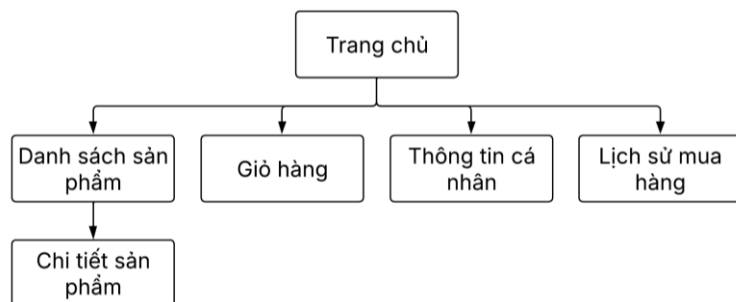 Trang chủ
Danh sách sản
phẩm
Giỏ hàng
Thông tin cá
nhân
Lịch sử mua
hàng
Chi tiết sản
phẩm